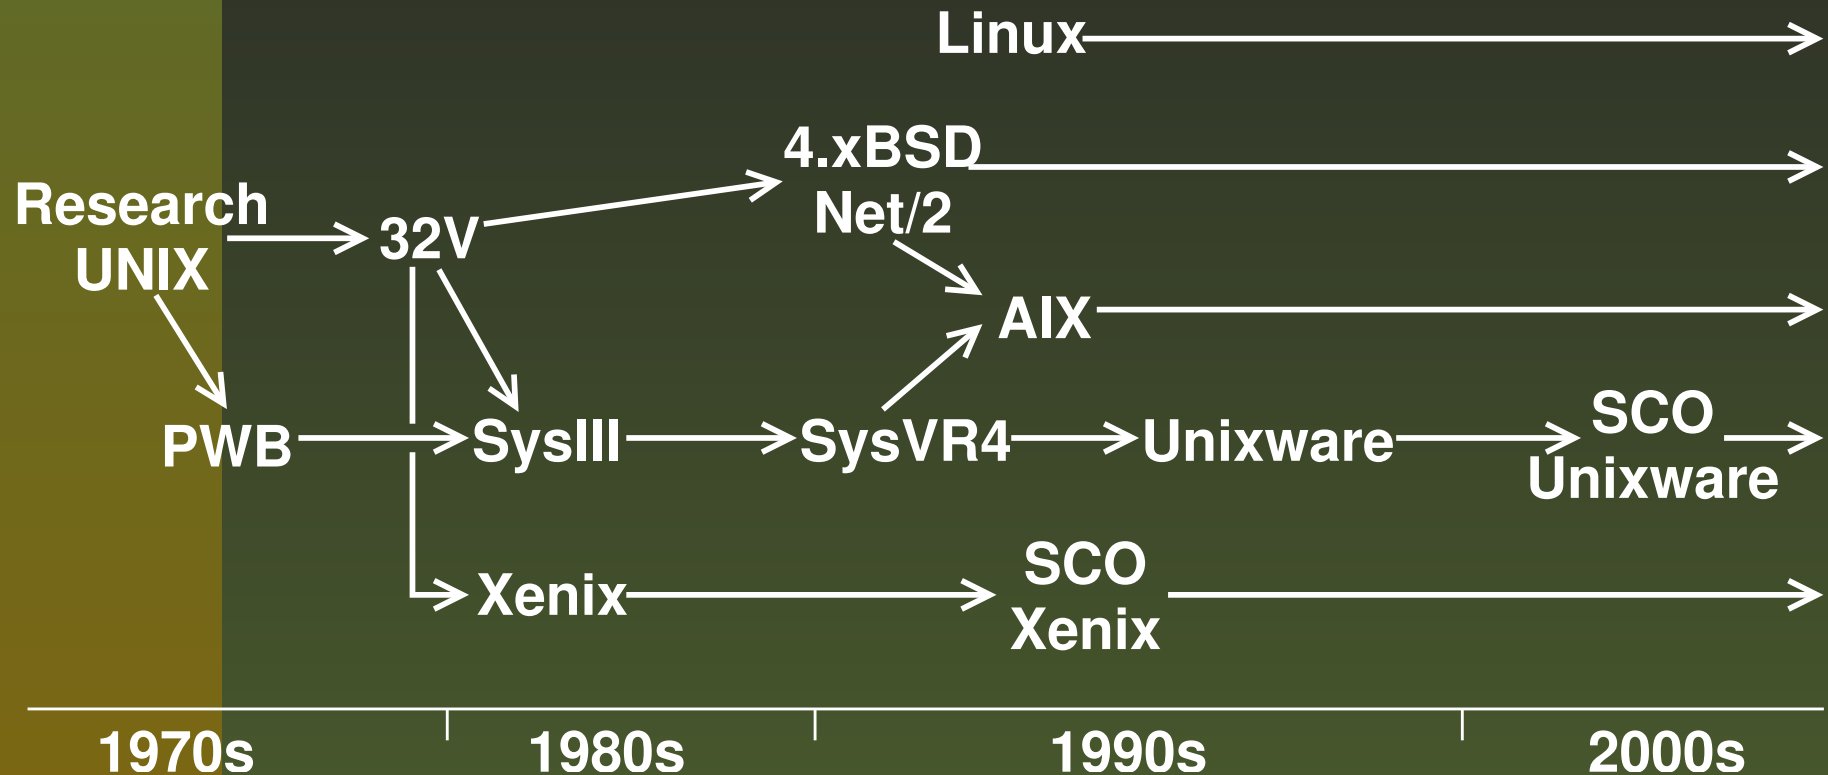 Linux
4.xBSD
Net/2
Research
UNIX
32V
AIX
PWB
SysIII
SysVR4
Unixware
SCO
Unixware
Xenix
SCO
Xenix
1970s
1980s
1990s
2000s